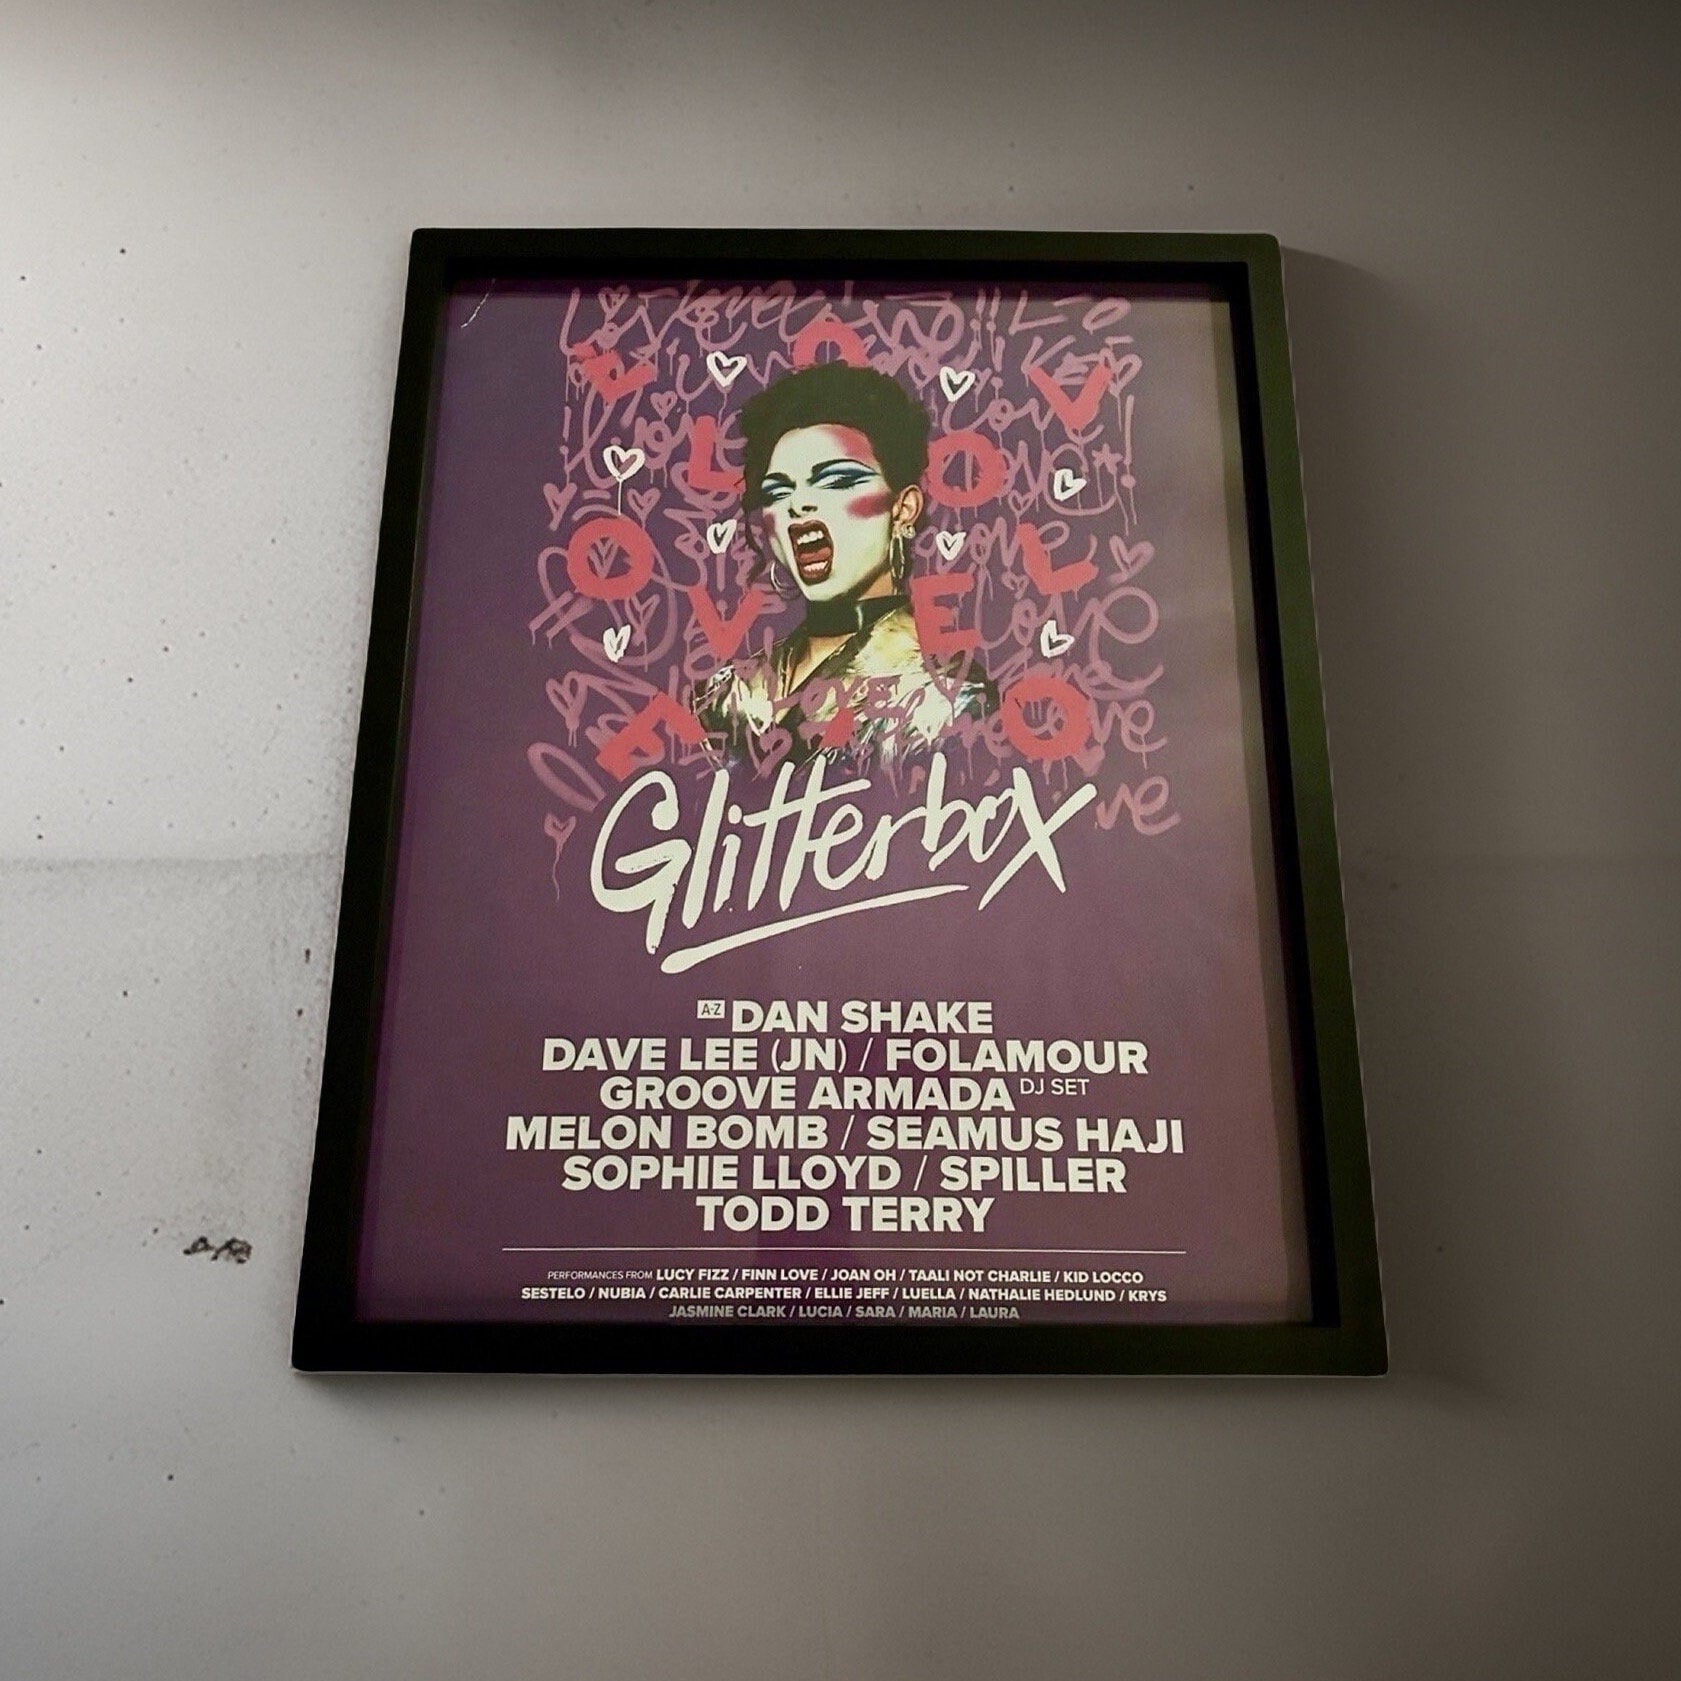 LOVE
Glitterbox
A-Z DAN SHAKE
DAVE LEE (JN) / FOLAMOUR
GROOVE ARMADA DJ SET
MELON BOMB / SEAMUS HAJI
SOPHIE LLOYD / SPILLER
TODD TERRY
PERFORMANCES FROM LUCY FIZZ / FINN LOVE / JOAN OH / TAALI NOT CHARLIE / KID LOCCO
SESTELO / NUBIA / CARLIE CARPENTER / ELLIE JEFF / LUELLA / NATHALIE HEDLUND / KRYS
JASMINE CLARK / LUCIA / SARA / MARIA / LAURA